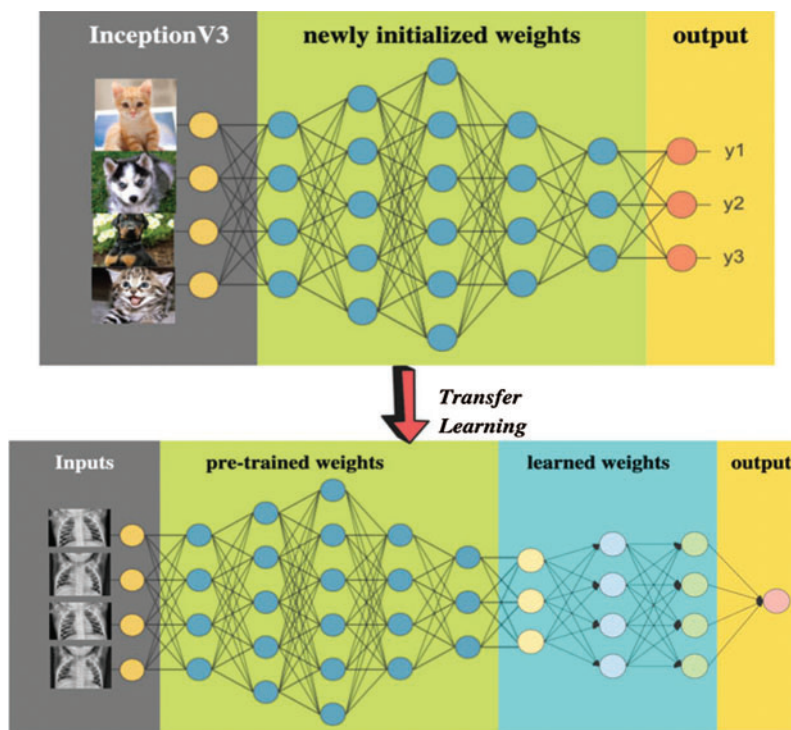 InceptionV3 newly initialized weights output
y1
y2
y3
Transfer
Learning
Inputs pre-trained weights learned weights output